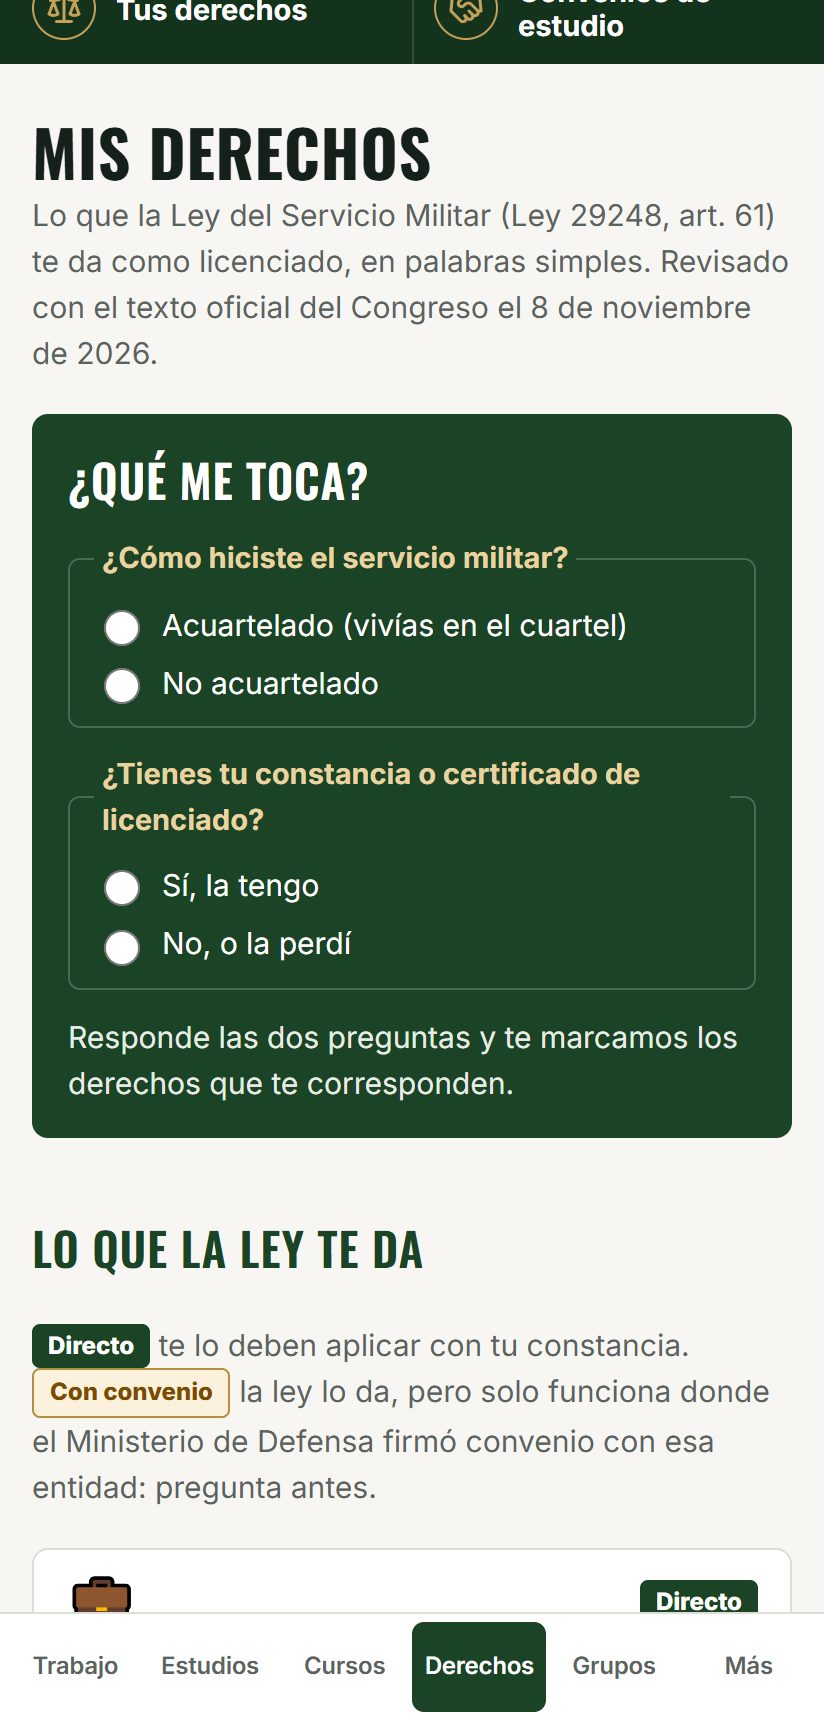 Tus derechos
Convenios de
estudio
MIS DERECHOS
Lo que la Ley del Servicio Militar (Ley 29248, art. 61)
te da como licenciado, en palabras simples. Revisado
con el texto oficial del Congreso el 8 de noviembre
de 2026.
¿QUÉ ME TOCA?
¿Cómo hiciste el servicio militar?
Acuartelado (vivías en el cuartel)
No acuartelado
¿Tienes tu constancia o certificado de
licenciado?
Sí, la tengo
No, o la perdí
Responde las dos preguntas y te marcamos los
derechos que te corresponden.
LO QUE LA LEY TE DA
Directo te lo deben aplicar con tu constancia.
Con convenio la ley lo da, pero solo funciona donde
el Ministerio de Defensa firmó convenio con esa
entidad: pregunta antes.
Directo
Trabajo Estudios Cursos Derechos Grupos Más